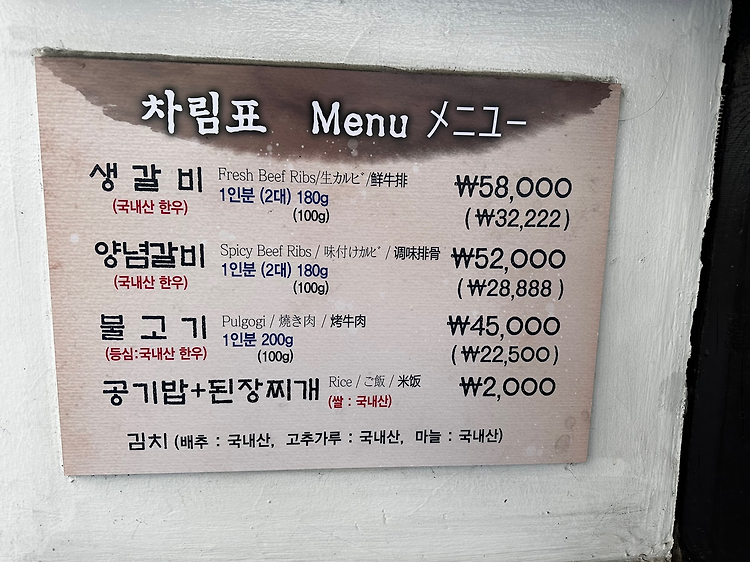 차림표 Menu メニュー
생갈비 Fresh Beef Ribs/生カルビ/鮮牛排 ₩58,000
(국내산 한우) 1인분 (2대) 180g
(100g) (₩32,222)
양념갈비 Spicy Beef Ribs / 味付けカルビ / 调味排骨 ₩52,000
(국내산 한우) 1인분 (2대) 180g
(100g) (₩28,888)
불고기 Pulgogi / 燒き肉 / 烤牛肉 ₩45,000
(등심:국내산 한우) 1인분 200g
(100g) (₩22,500)
공기밥+된장찌개 Rice / ご飯 / 米饭 ₩2,000
(쌀 : 국내산)
김치 (배추 : 국내산, 고추가루 : 국내산, 마늘 : 국내산)